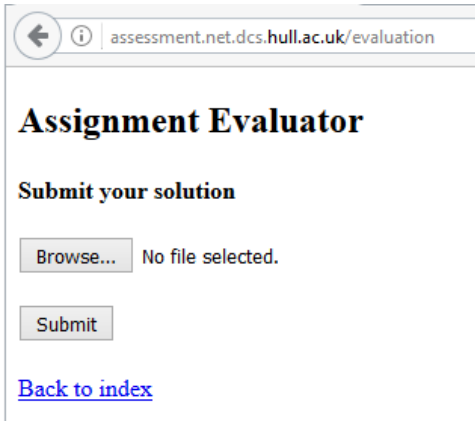 assessment.net.dcs.hull.ac.uk/evaluation
Assignment Evaluator
Submit your solution
Browse... No file selected.
Submit
Back to index